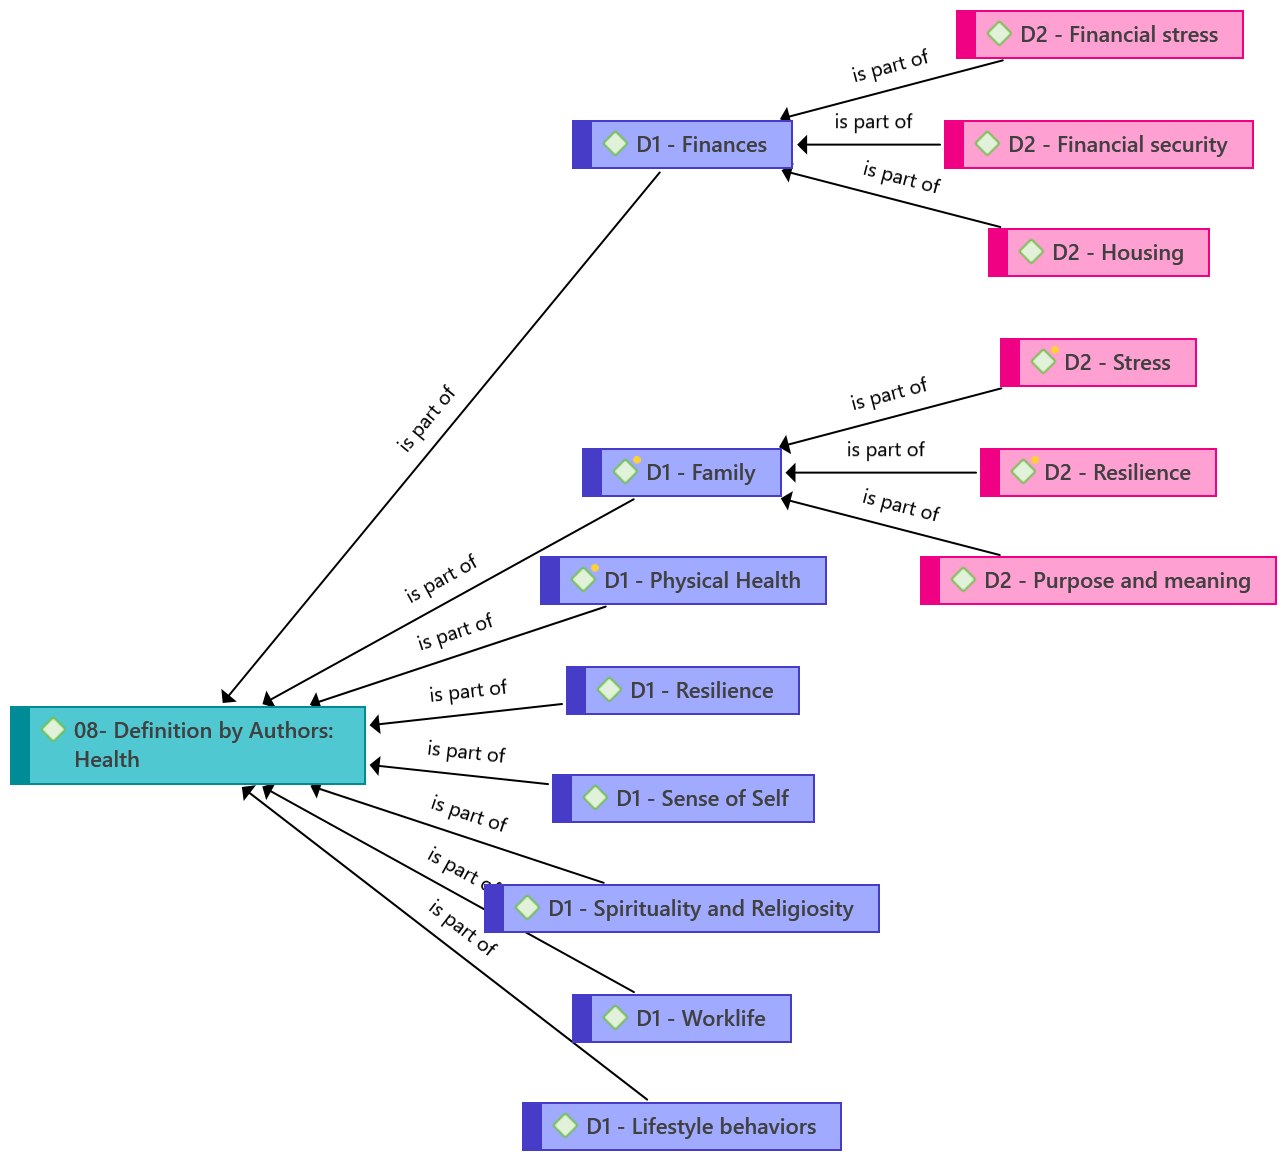 D2 - Financial stress
is part of
D1 - Finances
is part of
D2 - Financial security
is part of
D2 - Housing
is part of
D2 - Stress
is part of
D1 - Family
is part of
D2 - Resilience
is part of
is part of
D1 - Physical Health
D2 - Purpose and meaning
is part of
D1 - Resilience
is part of
08- Definition by Authors:
Health
is part of
D1 - Sense of Self
is part of
is part of
D1 - Spirituality and Religiosity
is part of
D1 - Worklife
D1 - Lifestyle behaviors